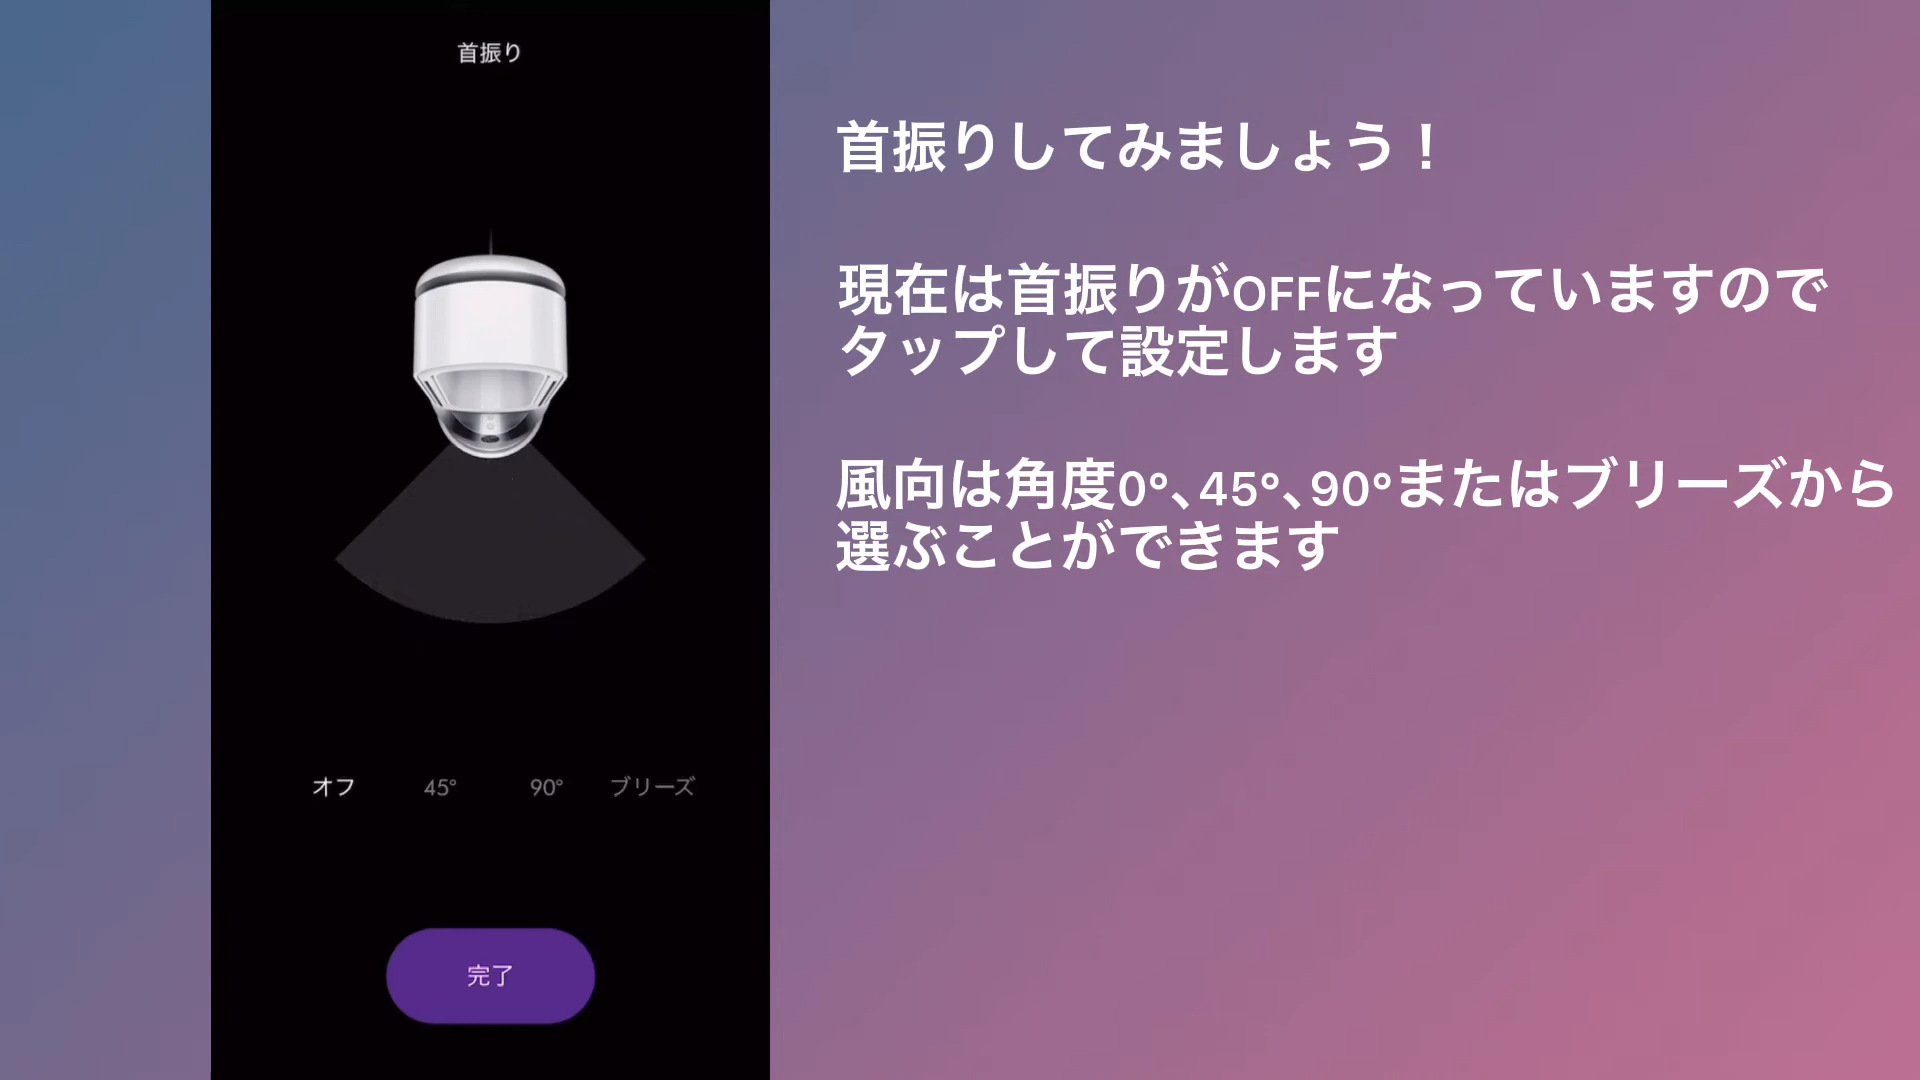 首振り
オフ
45°
90°
ブリーズ
完了
首振りしてみましょう！
現在は首振りがOFFになっていますので
タップして設定します
風向は角度0°、45°、90°またはブリーズから
選ぶことができます